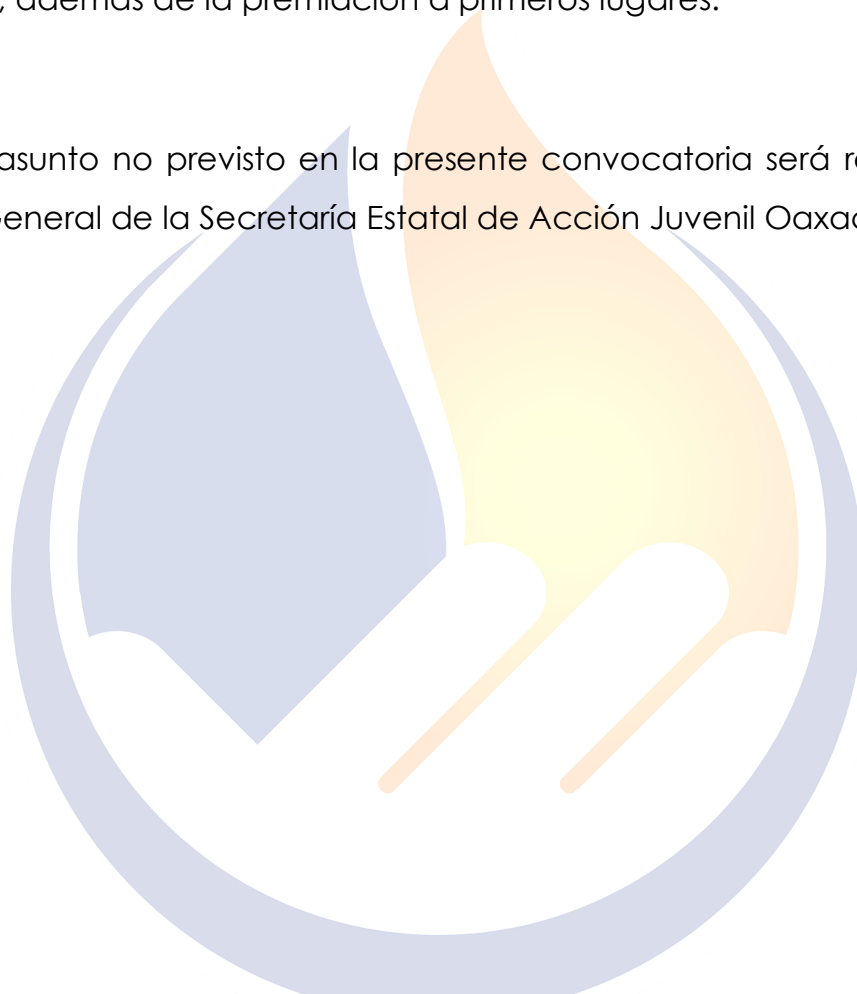 , además de la premiación a primeros lugares.
asunto no previsto en la presente convocatoria será
General de la Secretaría Estatal de Acción Juvenil